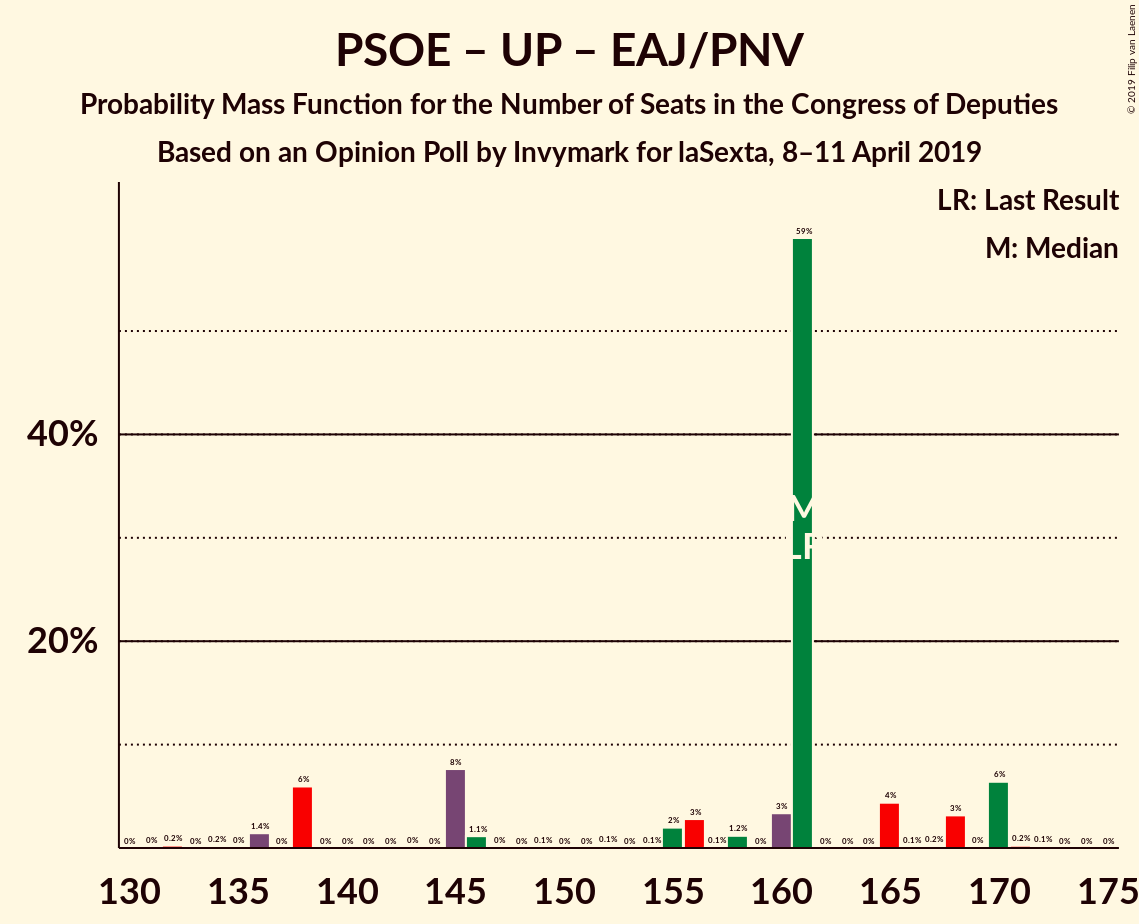 PSOE – UP – EAJ/PNV
Probability Mass Function for the Number of Seats in the Congress of Deputies
Based on an Opinion Poll by Invymark for laSexta, 8–11 April 2019
© 2019 Filip van Laenen
LR: Last Result
M: Median
40%
20%
0% 0% 0.2% 0% 0.2% 0% 1.4% 0% 6% 0% 0% 0% 0% 0% 0% 8% 1.1% 0% 0% 0.1% 0% 0% 0.1% 0% 0.1% 2% 3% 0.1% 1.2% 0% 3% 59% 0% 0% 0% 4% 0.1% 0.2% 3% 0% 6% 0.2% 0.1% 0% 0% 0%
M
LR
130 135 140 145 150 155 160 165 170 175